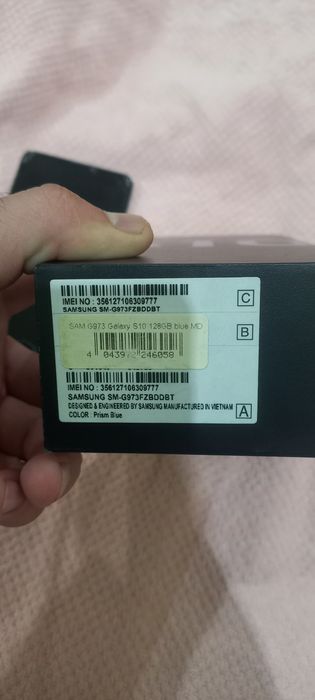 IMEI NO : 356127106309777
SAMSUNG SM-G973FZBDDBT
C
SAM G973 Galaxy S10 128GB blue MD
B
4 043972 246058
IMEI NO : 356127106309777
SAMSUNG SM-G973FZBDDBT
DESIGNED & ENGINEERED BY SAMSUNG MANUFACTURED IN VIETNAM
A
COLOR : Prism Blue